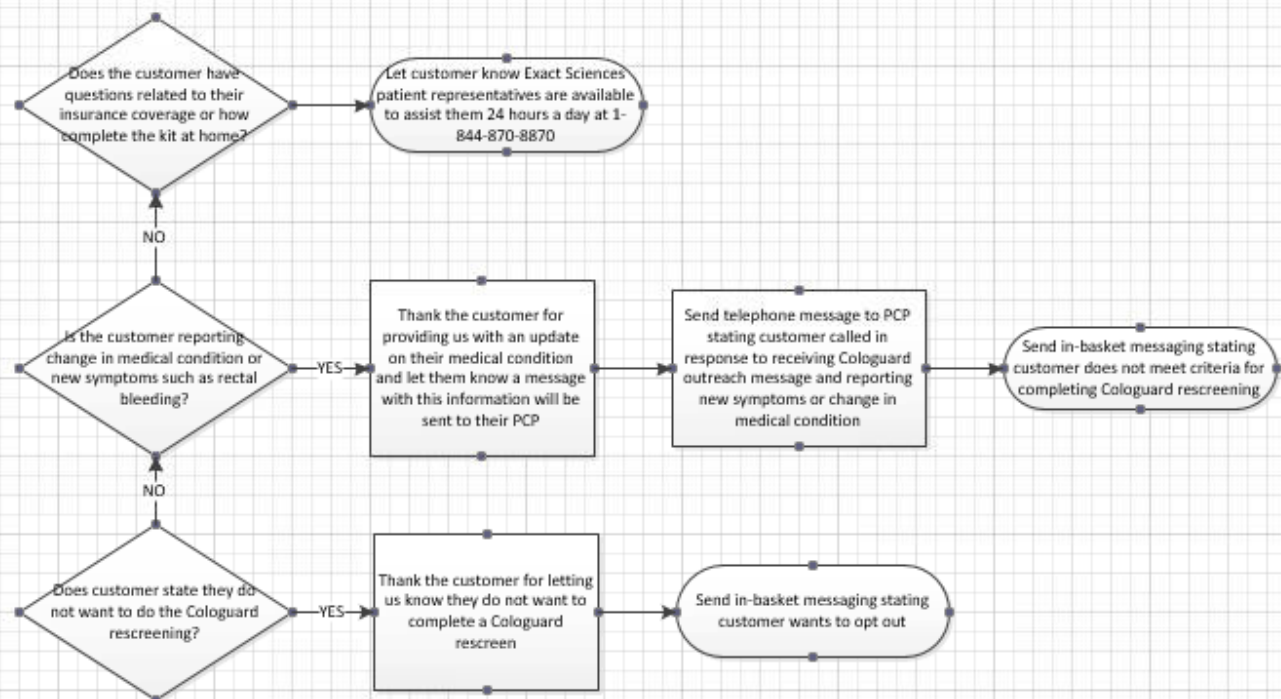 Does the customer have
questions related to their
insurance coverage or how
complete the kit at home?
Let customer know Exact Sciences
patient representatives are available
to assist them 24 hours a day at 1-
844-870-8870
NO
Is the customer reporting
change in medical condition or
new symptoms such as rectal
bleeding?
YES
Thank the customer for
providing us with an update
on their medical condition
and let them know a message
with this information will be
sent to their PCP
Send telephone message to PCP
stating customer called in
response to receiving Cologuard
outreach message and reporting
new symptoms or change in
medical condition
Send in-basket messaging stating
customer does not meet criteria for
completing Cologuard rescreening
NO
Does customer state they do
not want to do the Cologuard
rescreening?
YES
Thank the customer for letting
us know they do not want to
complete a Cologuard
rescreen
Send in-basket messaging stating
customer wants to opt out